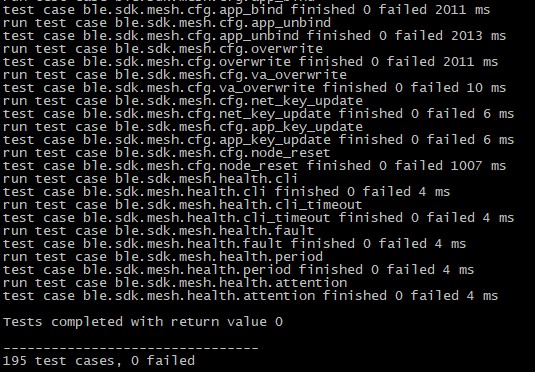 test case ble.sdk.mesh.cfg.app_bind finished 0 failed 2011 ms
run test case ble.sdk.mesh.cfg.app_unbind
test case ble.sdk.mesh.cfg.app_unbind finished 0 failed 2013 ms
run test case ble.sdk.mesh.cfg.overwrite
test case ble.sdk.mesh.cfg.overwrite finished 0 failed 2011 ms
run test case ble.sdk.mesh.cfg.va_overwrite
test case ble.sdk.mesh.cfg.va_overwrite finished 0 failed 10 ms
run test case ble.sdk.mesh.cfg.net_key_update
test case ble.sdk.mesh.cfg.net_key_update finished 0 failed 6 ms
run test case ble.sdk.mesh.cfg.app_key_update
test case ble.sdk.mesh.cfg.app_key_update finished 0 failed 6 ms
run test case ble.sdk.mesh.cfg.node_reset
test case ble.sdk.mesh.cfg.node_reset finished 0 failed 1007 ms
run test case ble.sdk.mesh.health.cli
test case ble.sdk.mesh.health.cli finished 0 failed 4 ms
run test case ble.sdk.mesh.health.cli_timeout
test case ble.sdk.mesh.health.cli_timeout finished 0 failed 4 ms
run test case ble.sdk.mesh.health.fault
test case ble.sdk.mesh.health.fault finished 0 failed 4 ms
run test case ble.sdk.mesh.health.period
test case ble.sdk.mesh.health.period finished 0 failed 4 ms
run test case ble.sdk.mesh.health.attention
test case ble.sdk.mesh.health.attention finished 0 failed 4 ms
Tests completed with return value 0
--------------------------------
195 test cases, 0 failed